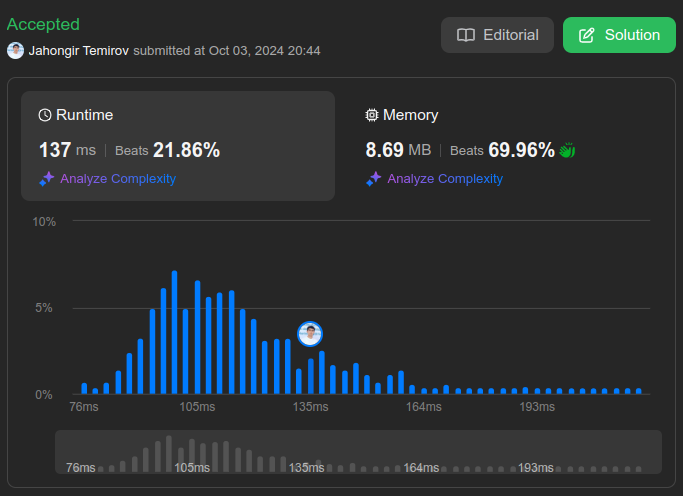 Accepted
Jahongir Temirov submitted at Oct 03, 2024 20:44
Editorial
Solution
Runtime
137 ms | Beats 21.86%
Analyze Complexity
Memory
8.69 MB | Beats 69.96%
Analyze Complexity
10%
5%
0%
76ms 105ms 135ms 164ms 193ms
76ms 105ms 135ms 164ms 193ms